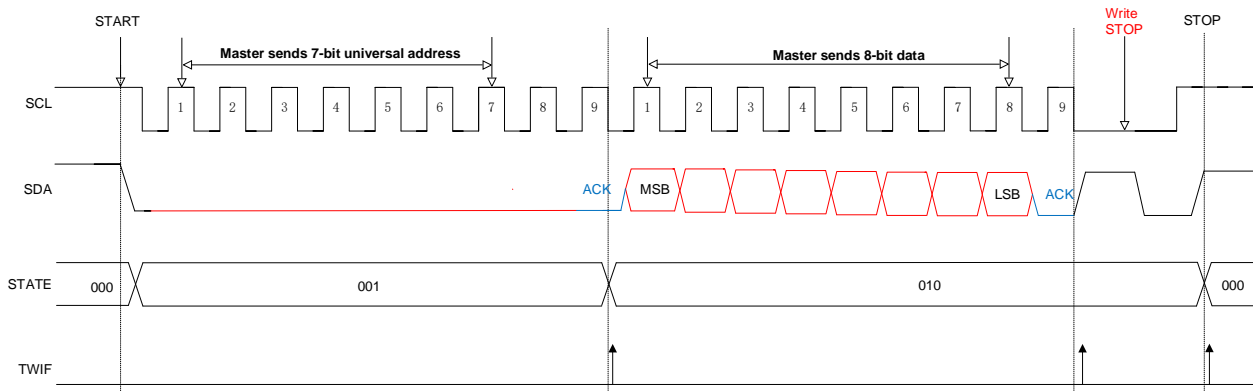 START
Write
STOP
STOP
Master sends 7-bit universal address
Master sends 8-bit data
SCL
1 2 3 4 5 6 7 8 9 1 2 3 4 5 6 7 8 9
SDA
ACK MSB LSB ACK
STATE
000 001 010 000
TWIF